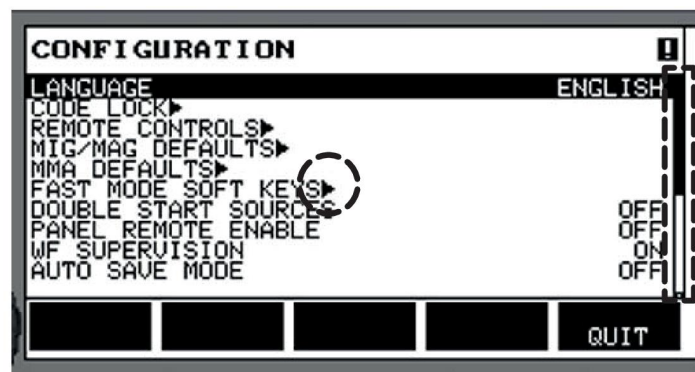 CONFIGURATION
LANGUAGE ENGLISH
CODE LOCK▶
REMOTE CONTROLS▶
MIG/MAG DEFAULTS▶
MMA DEFAULTS▶
FAST MODE SOFT KEYS▶
DOUBLE START SOURCES OFF
PANEL REMOTE ENABLE OFF
WF SUPERVISION ON
AUTO SAVE MODE OFF
QUIT